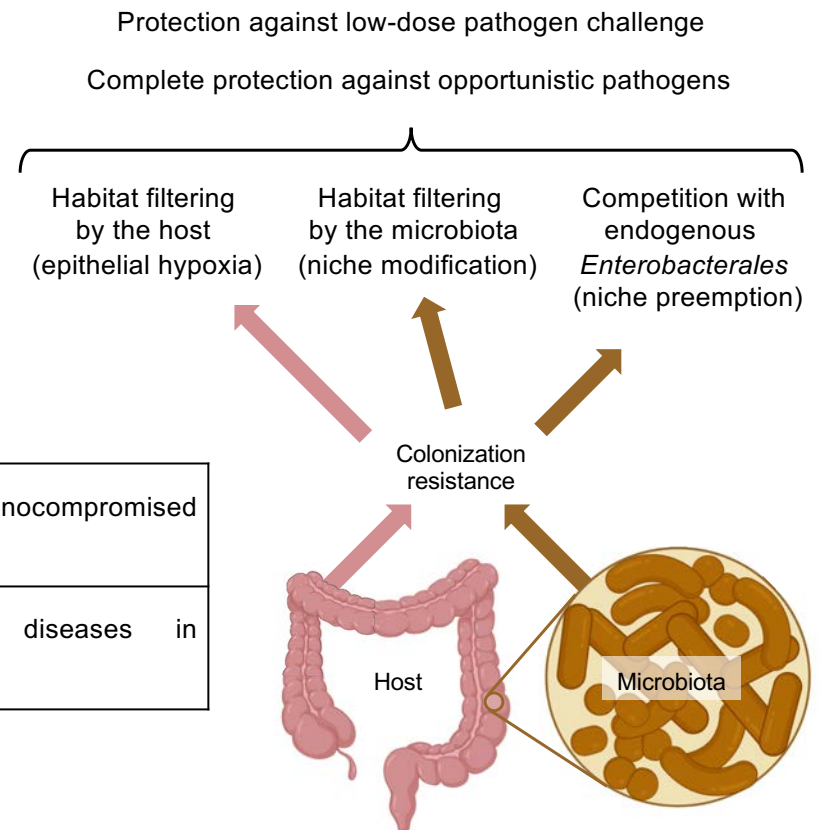 Protection against low-dose pathogen challenge
Complete protection against opportunistic pathogens
Habitat filtering
by the host
(epithelial hypoxia)
Habitat filtering
by the microbiota
(niche modification)
Competition with
endogenous
Enterobacterales
(niche preemption)
Colonization
resistance
nocompromised
diseases in
Host
Microbiota